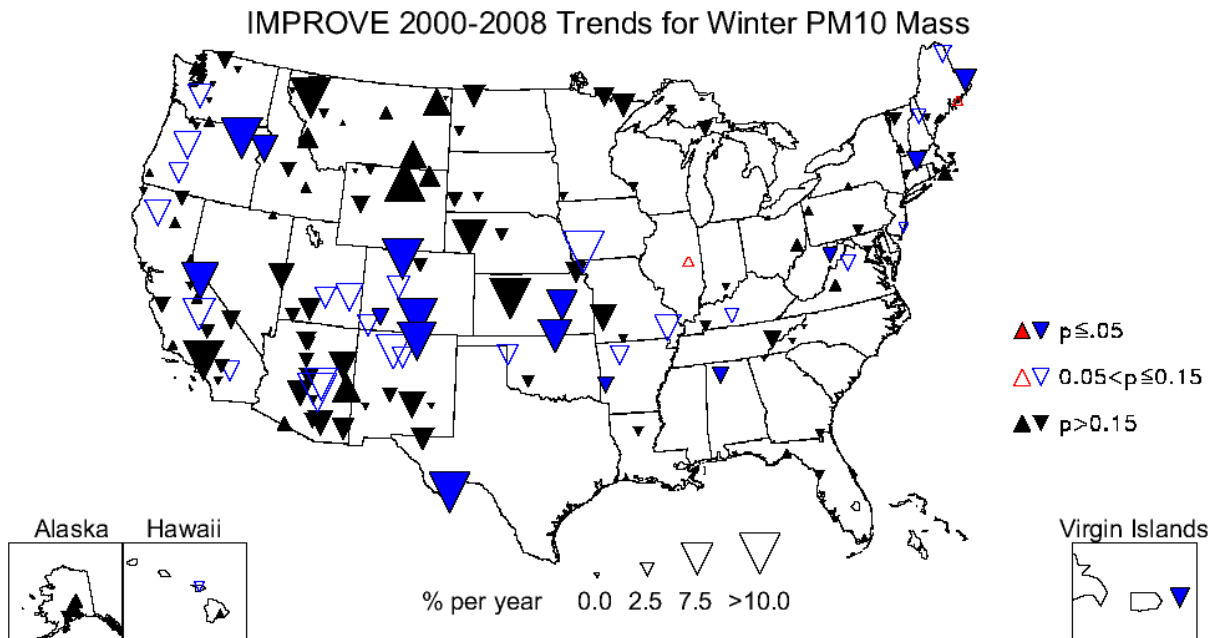 IMPROVE 2000-2008 Trends for Winter PM10 Mass
p≤.05
0.05<p≤0.15
p>0.15
Alaska Hawaii
Virgin Islands
% per year 0.0 2.5 7.5 >10.0